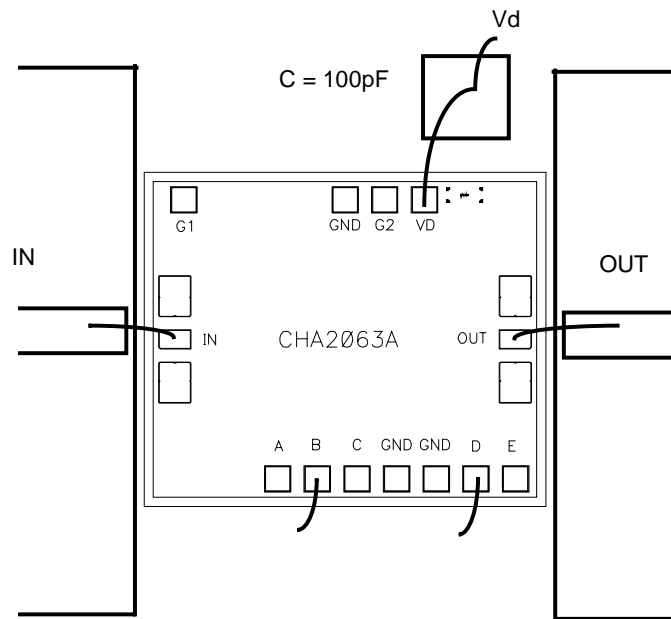 Vd
C = 100pF
G1
GND G2 VD
IN
OUT
IN CHA2Ø63A OUT
A B C GND GND D E